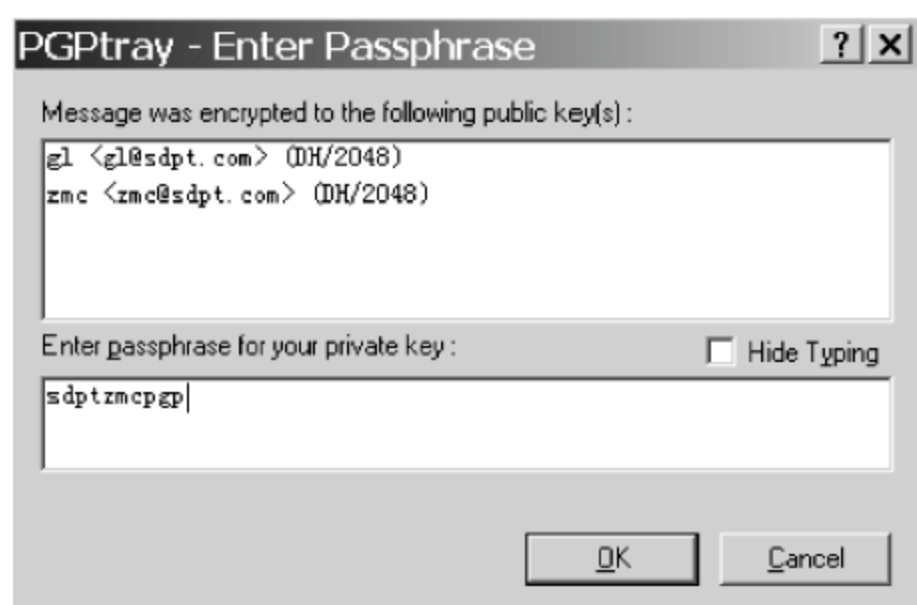 PGPtray - Enter Passphrase ? ×
Message was encrypted to the following public key(s) :
gl <gl@sdpt.com> (DH/2048)
zmc <zmc@sdpt.com> (DH/2048)
Enter passphrase for your private key : Hide Typing
sdptzmcpgp
OK Cancel